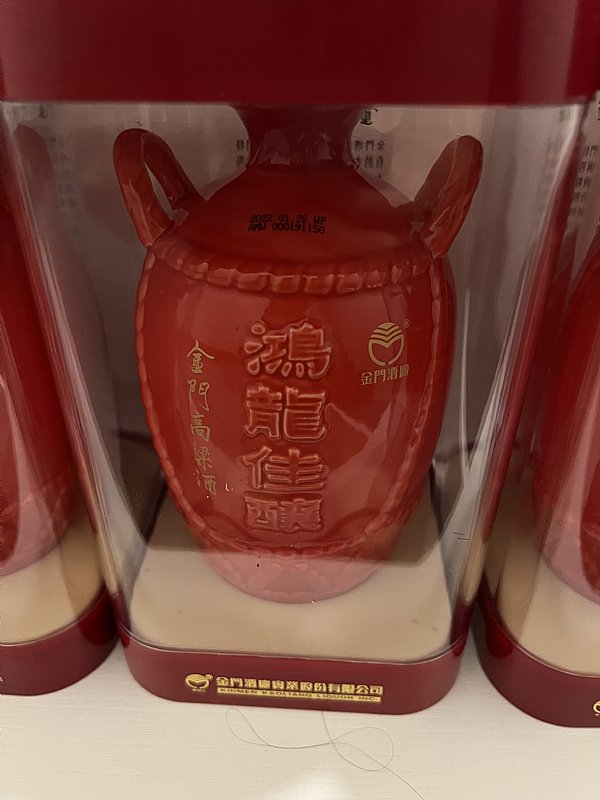 2022.01.26 WP
AMW 000191150
鴻龍佳釀
金門高粱酒
®
金門酒廠
金門酒廠實業股份有限公司
KINMEN KAOLIANG LIQUOR INC.